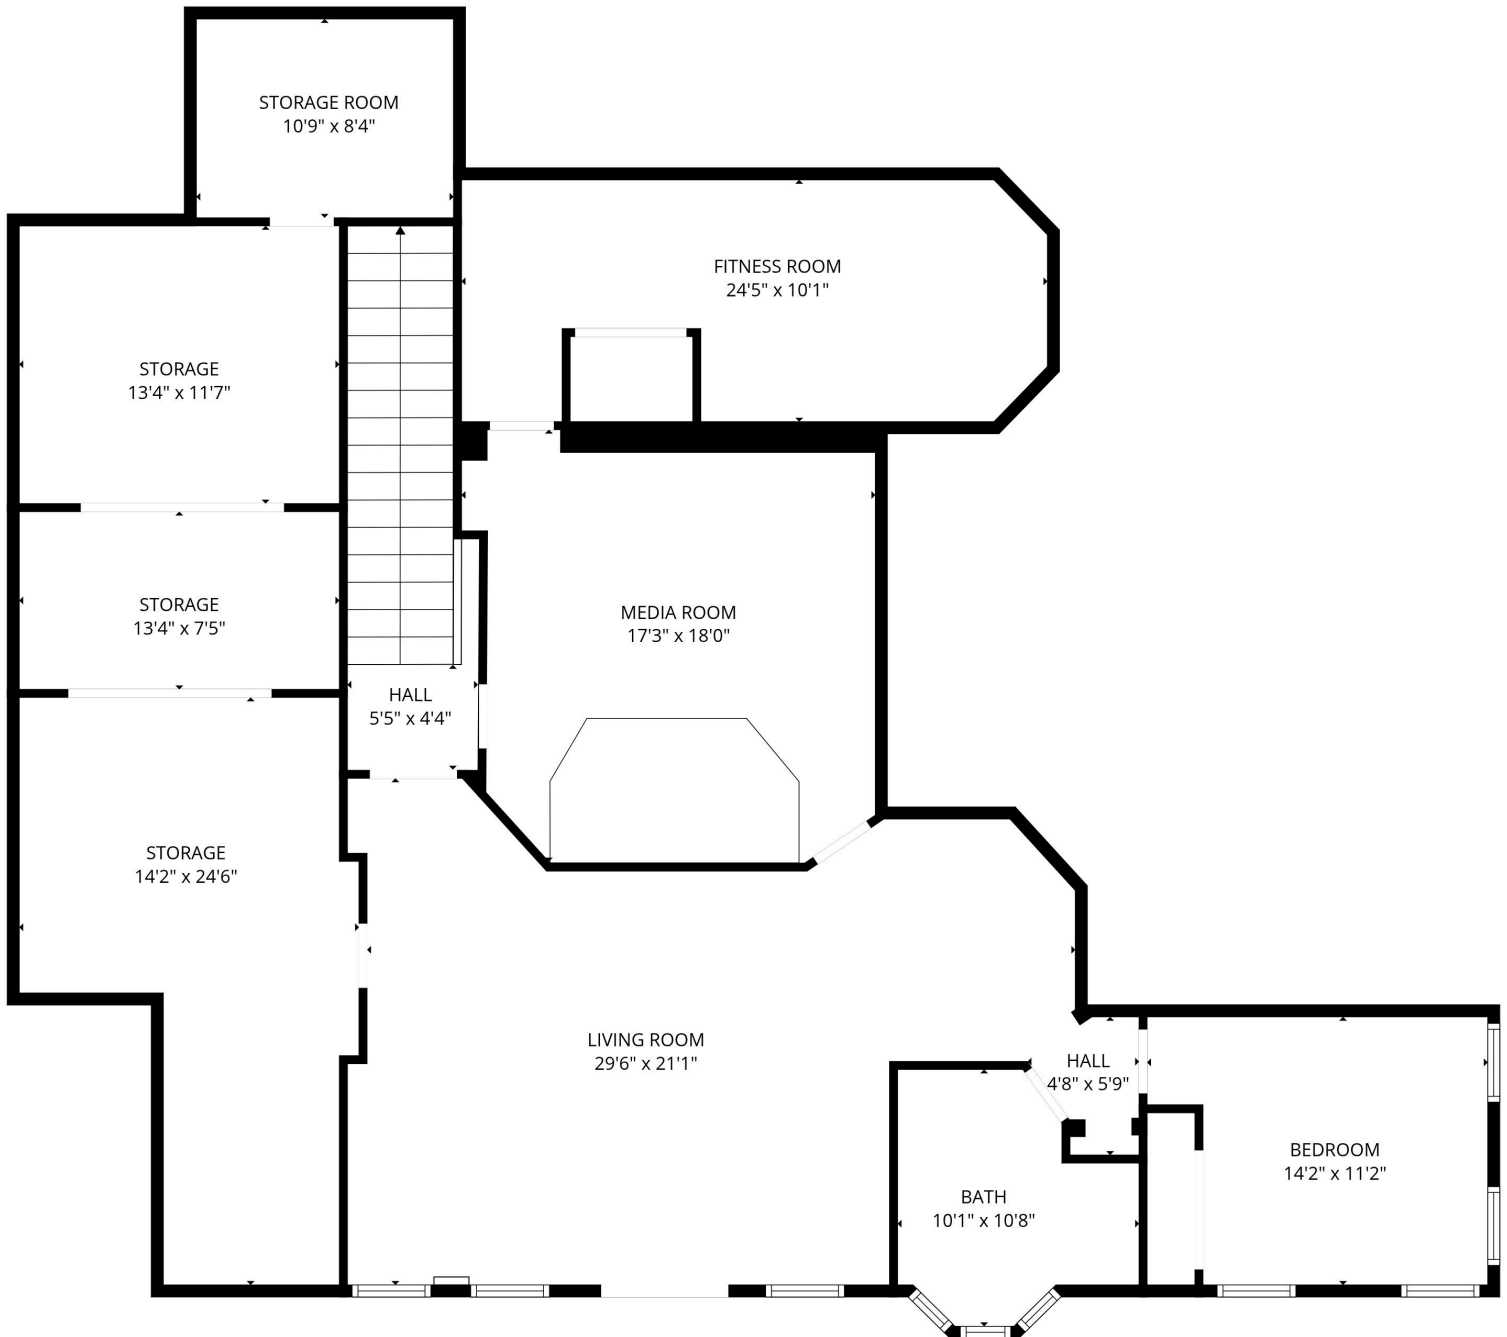 STORAGE ROOM
10'9" x 8'4"
FITNESS ROOM
24'5" x 10'1"
STORAGE
13'4" x 11'7"
STORAGE
13'4" x 7'5"
MEDIA ROOM
17'3" x 18'0"
HALL
5'5" x 4'4"
STORAGE
14'2" x 24'6"
LIVING ROOM
29'6" x 21'1"
HALL
4'8" x 5'9"
BEDROOM
14'2" x 11'2"
BATH
10'1" x 10'8"